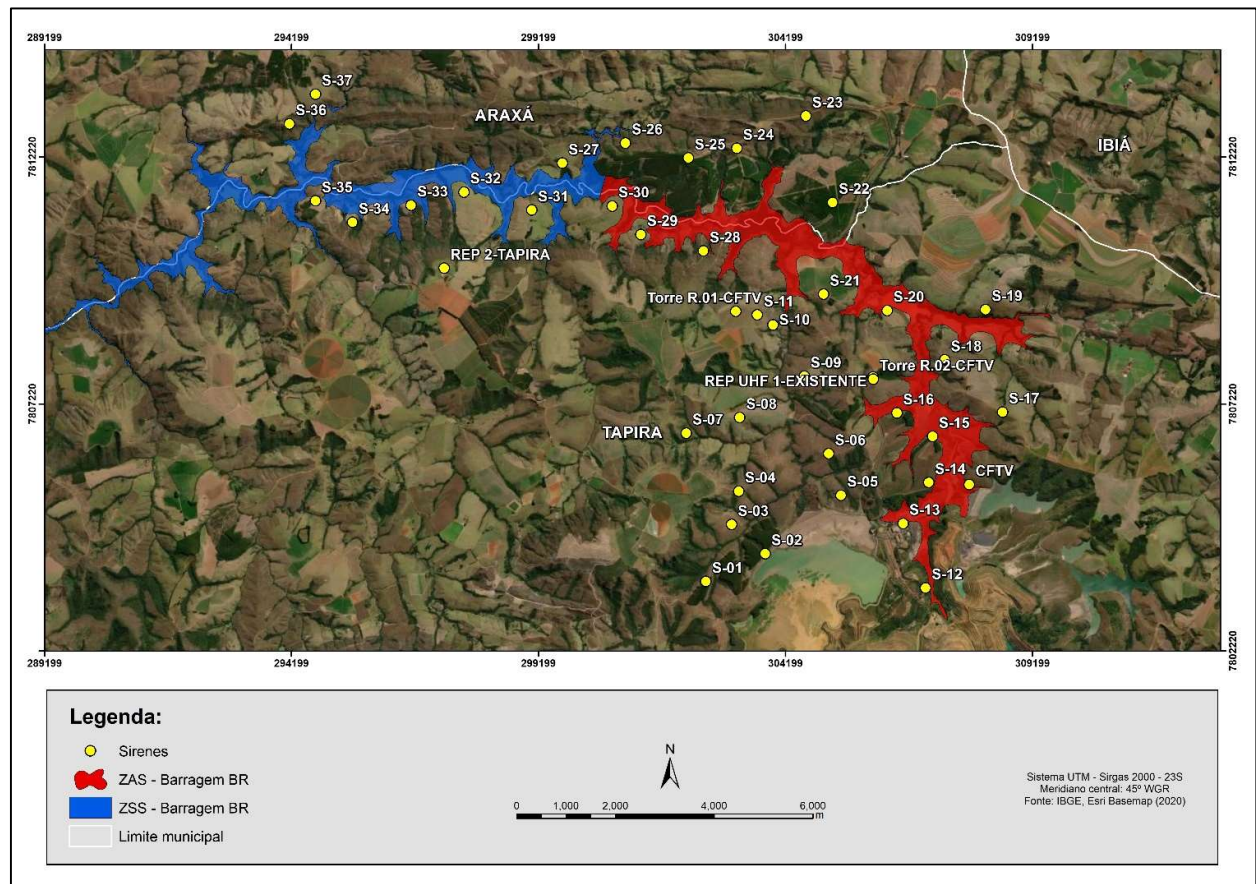 289199
294199
299199
304199
309199
S-37
S-36
ARAXÁ
S-23
S-26
S-24
S-25
IBIÁ
7812220
7812220
S-27
S-32
S-33
S-35
S-34
S-31
S-30
S-22
S-29
S-28
REP 2-TAPIRA
S-21
Torre R.01-CFTV
S-11
S-10
S-20
S-19
S-18
S-09
Torre R.02-CFTV
REP UHF 1-EXISTENTE
S-16
S-17
7807220
7807220
S-08
S-07
TAPIRA
S-15
S-06
S-14
CFTV
S-04
S-05
S-03
S-13
S-02
S-01
S-12
7802220
7802220
289199
294199
299199
304199
309199
Legenda:
Sirenes
ZAS - Barragem BR
ZSS - Barragem BR
Limite municipal
N
0 1,000 2,000 4,000 6,000
m
Sistema UTM - Sirgas 2000 - 23S
Meridiano central: 45º WGR
Fonte: IBGE, Esri Basemap (2020)